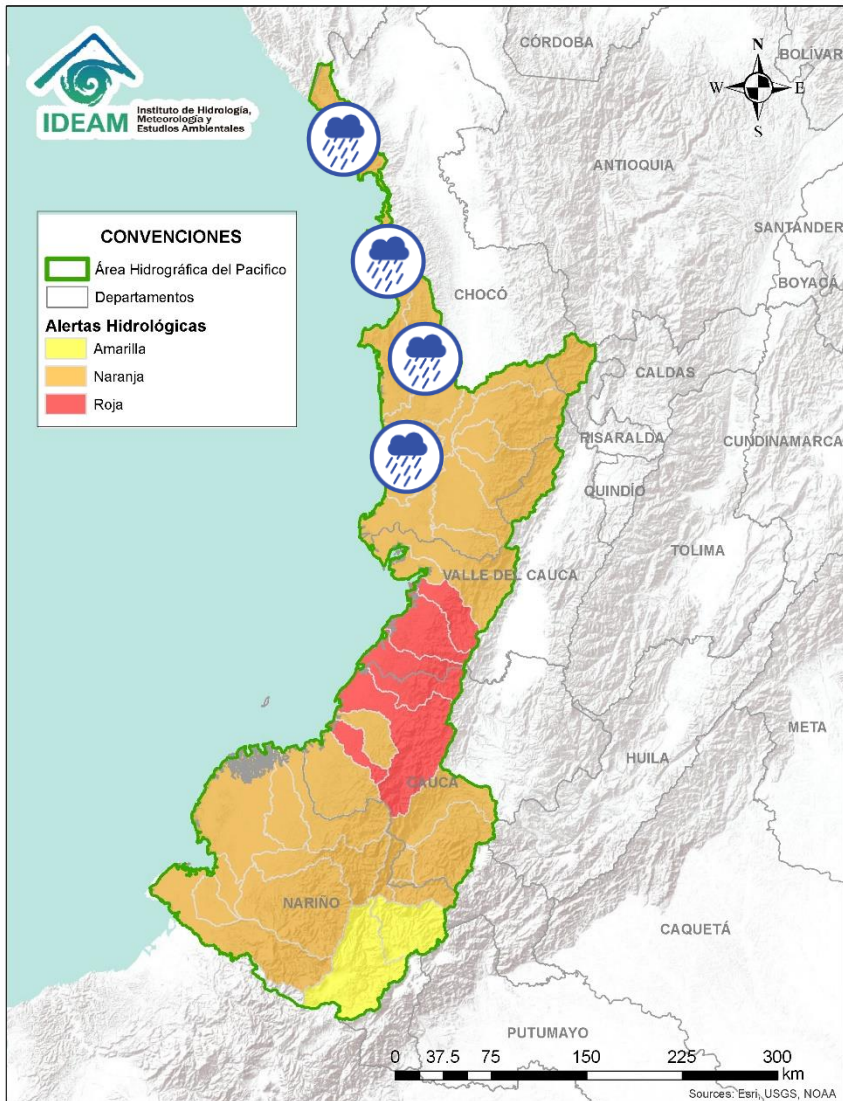 IDEAM
Instituto de Hidrología,
Meteorología y
Estudios Ambientales
CÓRDOBA
BOLÍVAR
N
W
E
S
ANTIOQUIA
SANTANDER
BOYACÁ
CONVENCIONES
Área Hidrográfica del Pacifico
Departamentos
Alertas Hidrológicas
Amarilla
Naranja
Roja
CHOCÓ
CALDAS
RISARALDA
CUNDINAMARCA
QUINDÍO
TOLIMA
VALLE DEL CAUCA
META
HUILA
CAUCA
NARIÑO
CAQUETÁ
PUTUMAYO
0 37.5 75 150 225 300
km
Sources: Esri, USGS, NOAA